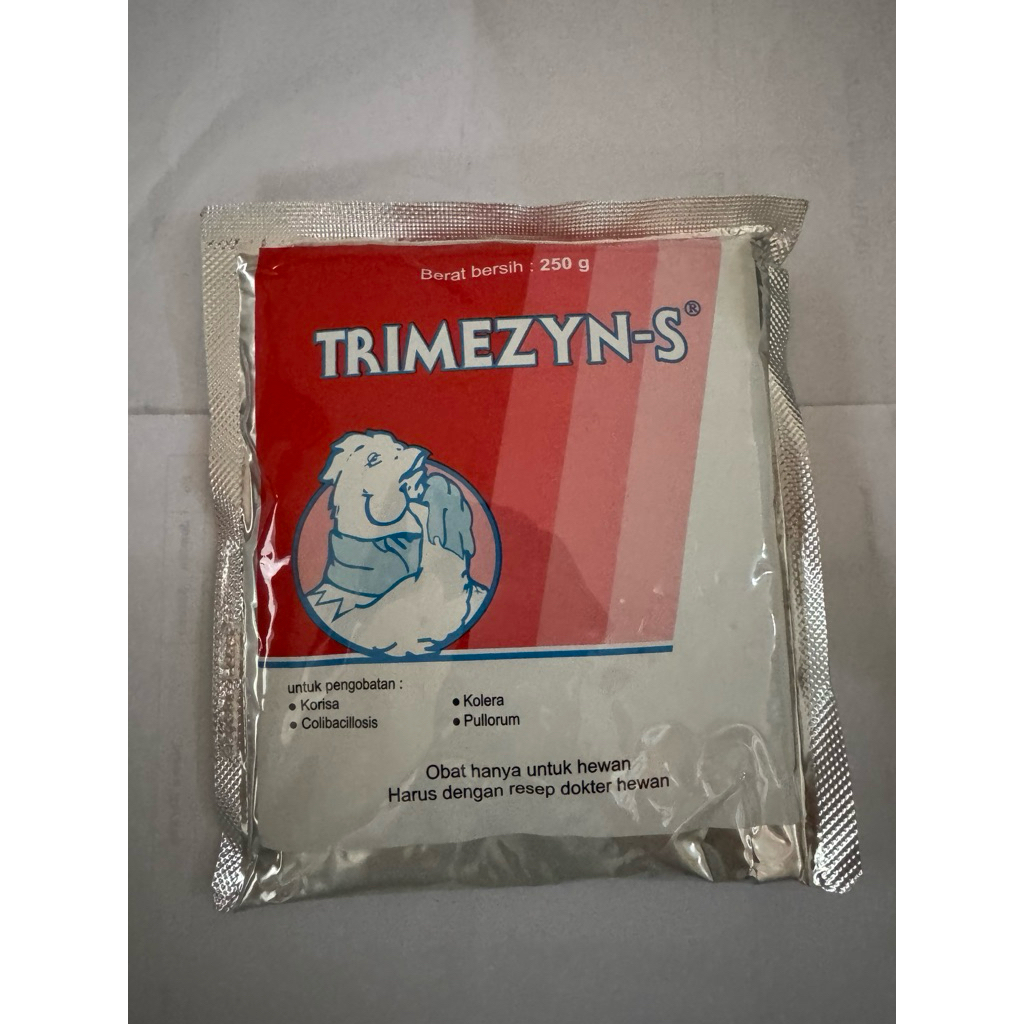 Berat bersih : 250 g
TRIMEZYN-S®
untuk pengobatan :
• Korisa
• Kolera
• Colibacillosis
• Pullorum
Obat hanya untuk hewan
Harus dengan resep dokter hewan